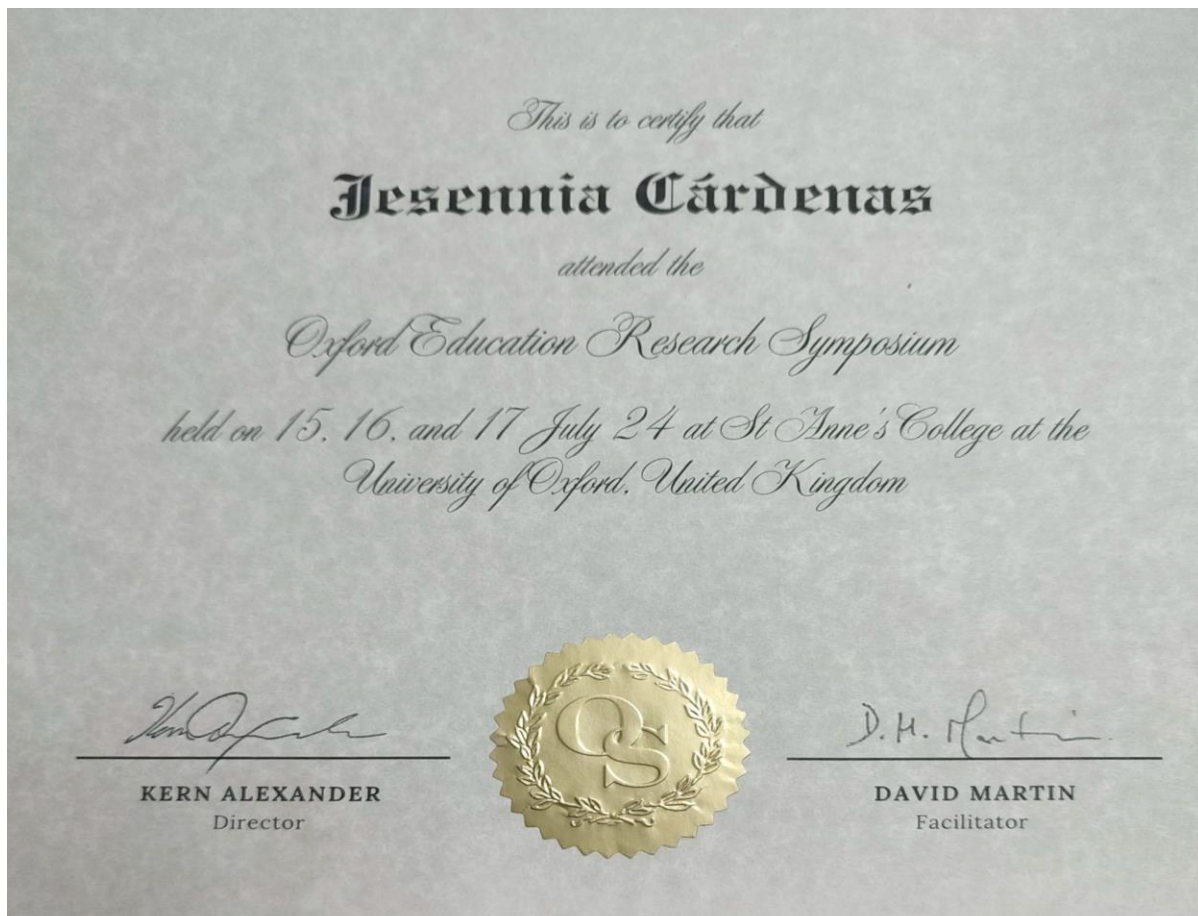 This is to certify that
Jesennia Cárdenas
attended the
Oxford Education Research Symposium
held on 15, 16, and 17 July 24 at St Anne's College at the
University of Oxford, United Kingdom
D. H. Martin
KERN ALEXANDER
Director
OS
DAVID MARTIN
Facilitator